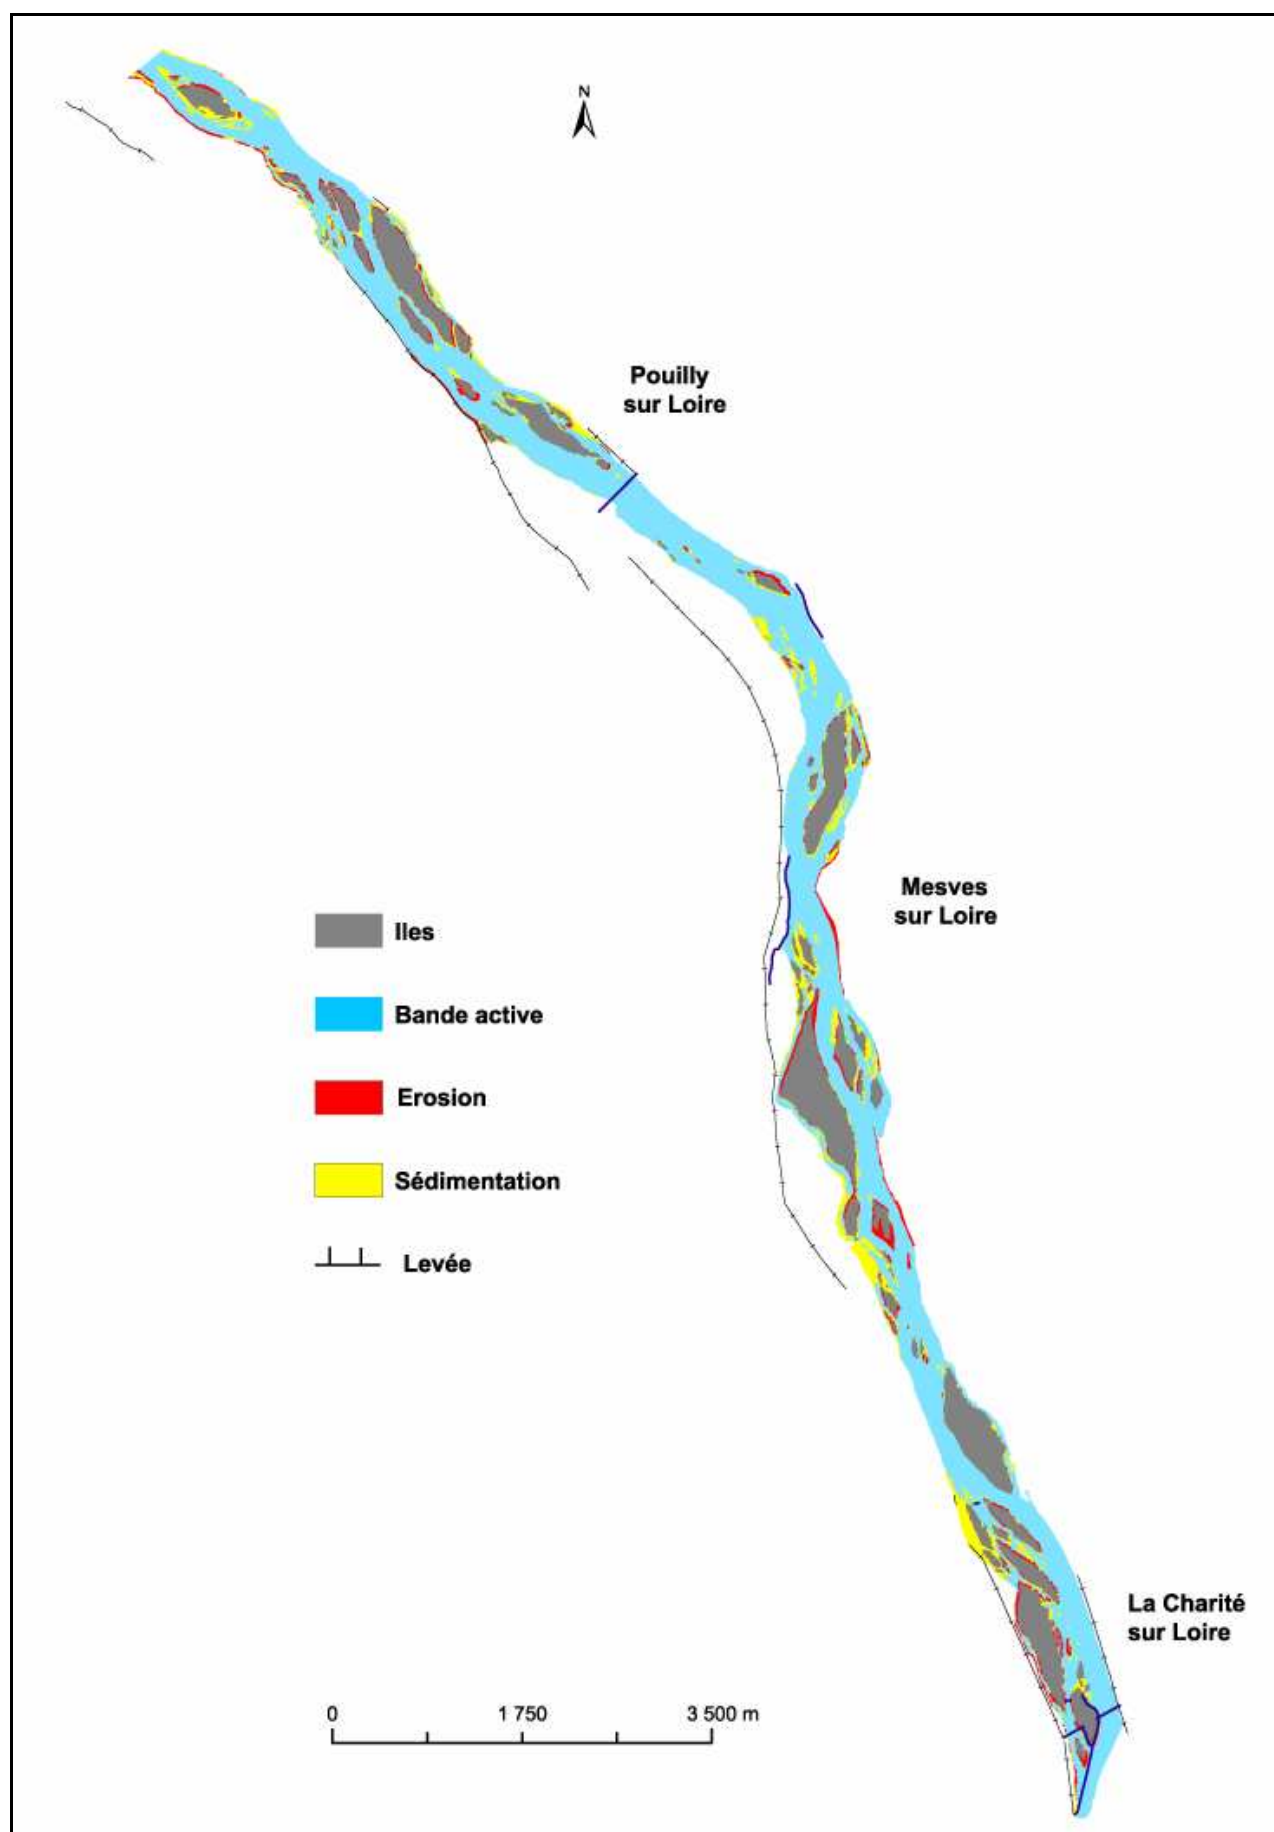 N
Pouilly
sur Loire
Mesves
sur Loire
Iles
Bande active
Erosion
Sédimentation
Levée
La Charité
sur Loire
0 1 750 3 500 m